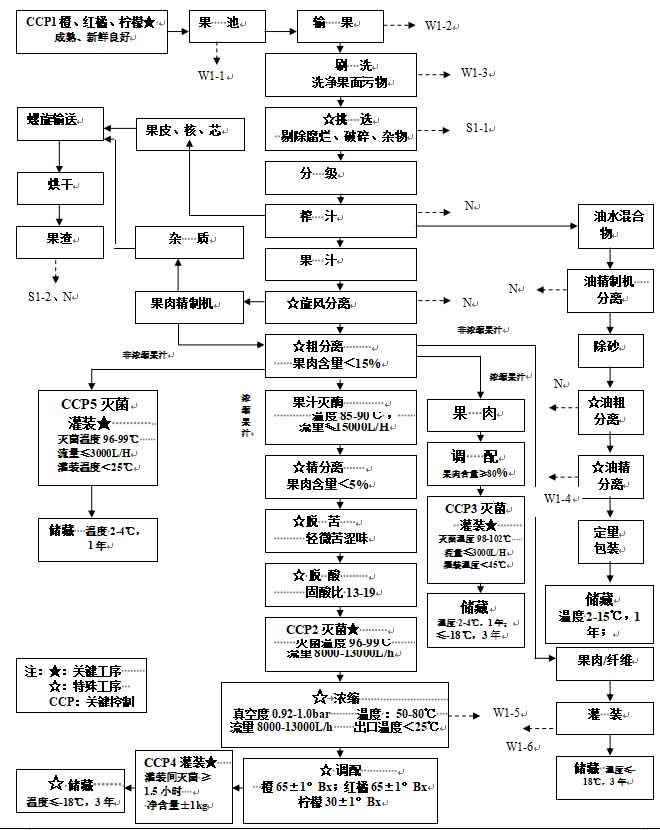 CCP1 橙、红橘、柠檬★
成熟、新鲜良好
果 池
输 果
W1-2
W1-1
刷 洗
洗净果面污物
W1-3
☆挑 选
剔除腐烂、破碎、杂物
S1-1
分 级
榨 汁
N
果皮、核、芯
螺旋输送
烘干
果渣
S1-2、N
杂 质
果肉精制机
果 汁
☆旋风分离
N
油水混合
物
油精制机
分离
N
除砂
☆油粗
分离
N
☆油精
分离
W1-4
定量
包装
储藏
温度2-15℃，1
年；
☆粗分离
果肉含量＜15%
非浓缩果汁
非浓缩果汁
浓缩果汁
浓缩果汁
CCP5 灭菌
灌装★
灭菌温度 96-99℃
流量≤3000L/H
灌装温度＜25℃
储藏 温度 2-4℃，
1年
果汁灭酶
温度 85-90℃，
流量≤15000L/H
☆精分离
果肉含量＜5%
☆脱 苦
轻微苦涩味
☆脱 酸
固酸比 13-19
CCP2 灭菌★
灭菌温度 96-99℃
流量 8000-13000L/h
果 肉
调 配
果肉含量≥80%
CCP3 灭菌
灌装★
灭菌温度 98-102℃
流量≤3000L/H
灌装温度＜45℃
储藏
温度 2-4℃，1年；
≤-18℃，3年
果肉/纤维
灌 装
W1-6
储藏 温度≤-
18℃，3年
注：★：关键工序
☆：特殊工序
CCP：关键控制
☆浓缩
真空度 0.92-1.0bar 温度：50-80℃
流量 8000-13000L/h 出口温度＜25℃
W1-5
☆调配
橙 65±1°Bx；红橘 65±1°Bx
柠檬 30±1°Bx
CCP4 灌装★
灌装间灭菌 ≥
1.5 小时
净含量±1kg
☆储藏
温度≤-18℃，3年